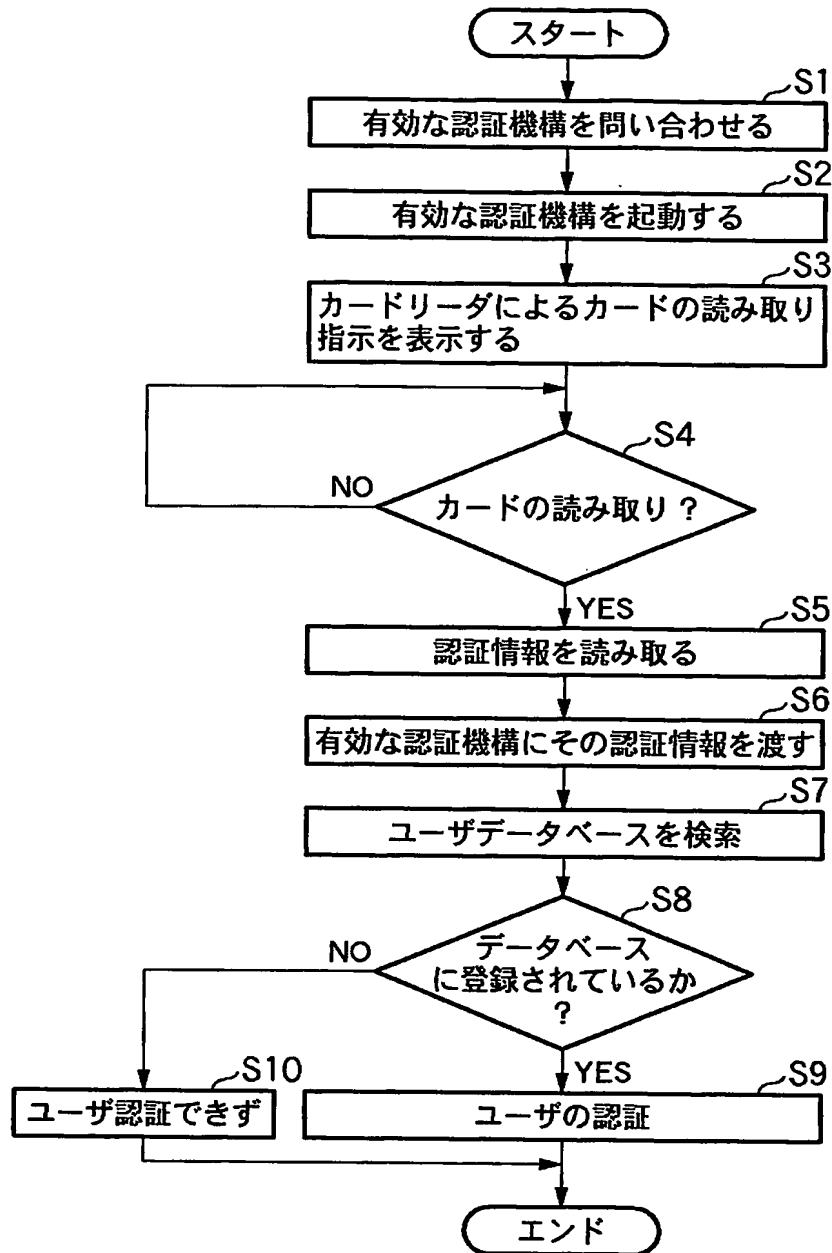 スタート
S1
有効な認証機構を問い合わせる
S2
有効な認証機構を起動する
S3
カードリーダによるカードの読み取り
指示を表示する
S4
NO
カードの読み取り?
YES
S5
認証情報を読み取る
S6
有効な認証機構にその認証情報を渡す
S7
ユーザデータベースを検索
S8
NO
データベース
に登録されているか
?
YES
S10
ユーザ認証できず
S9
ユーザの認証
エンド